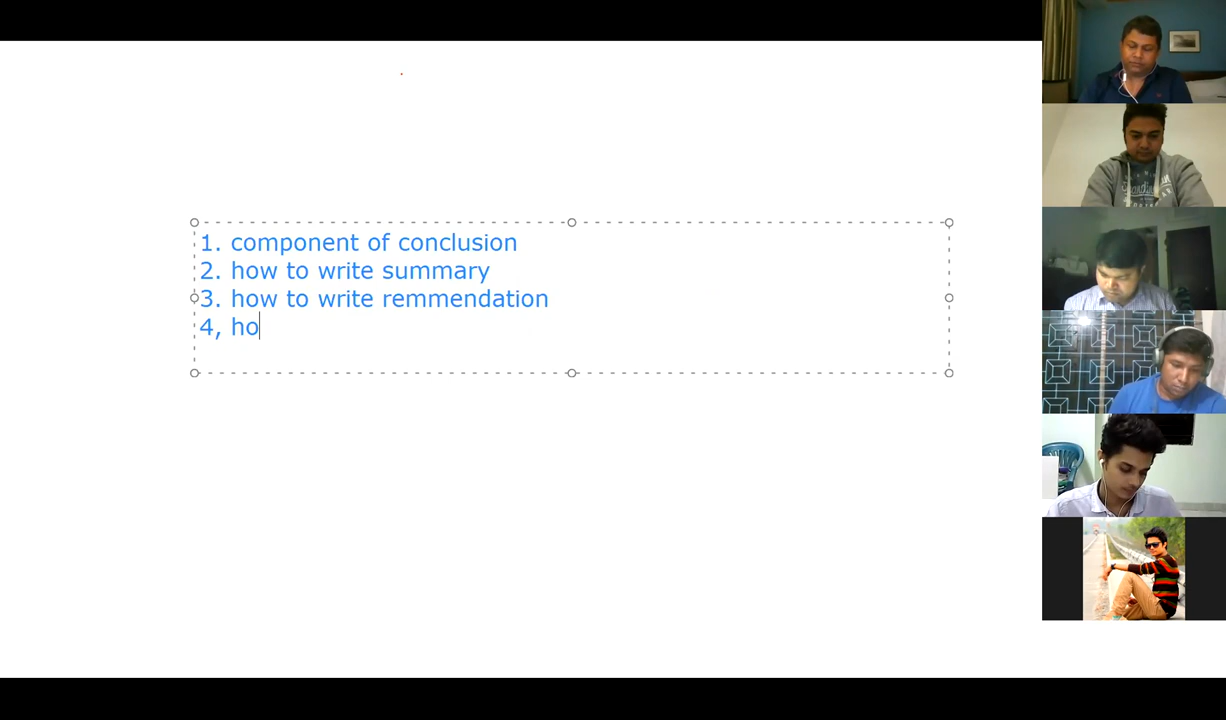 1. component of conclusion
2. how to write summary
3. how to write remmendation
4, ho